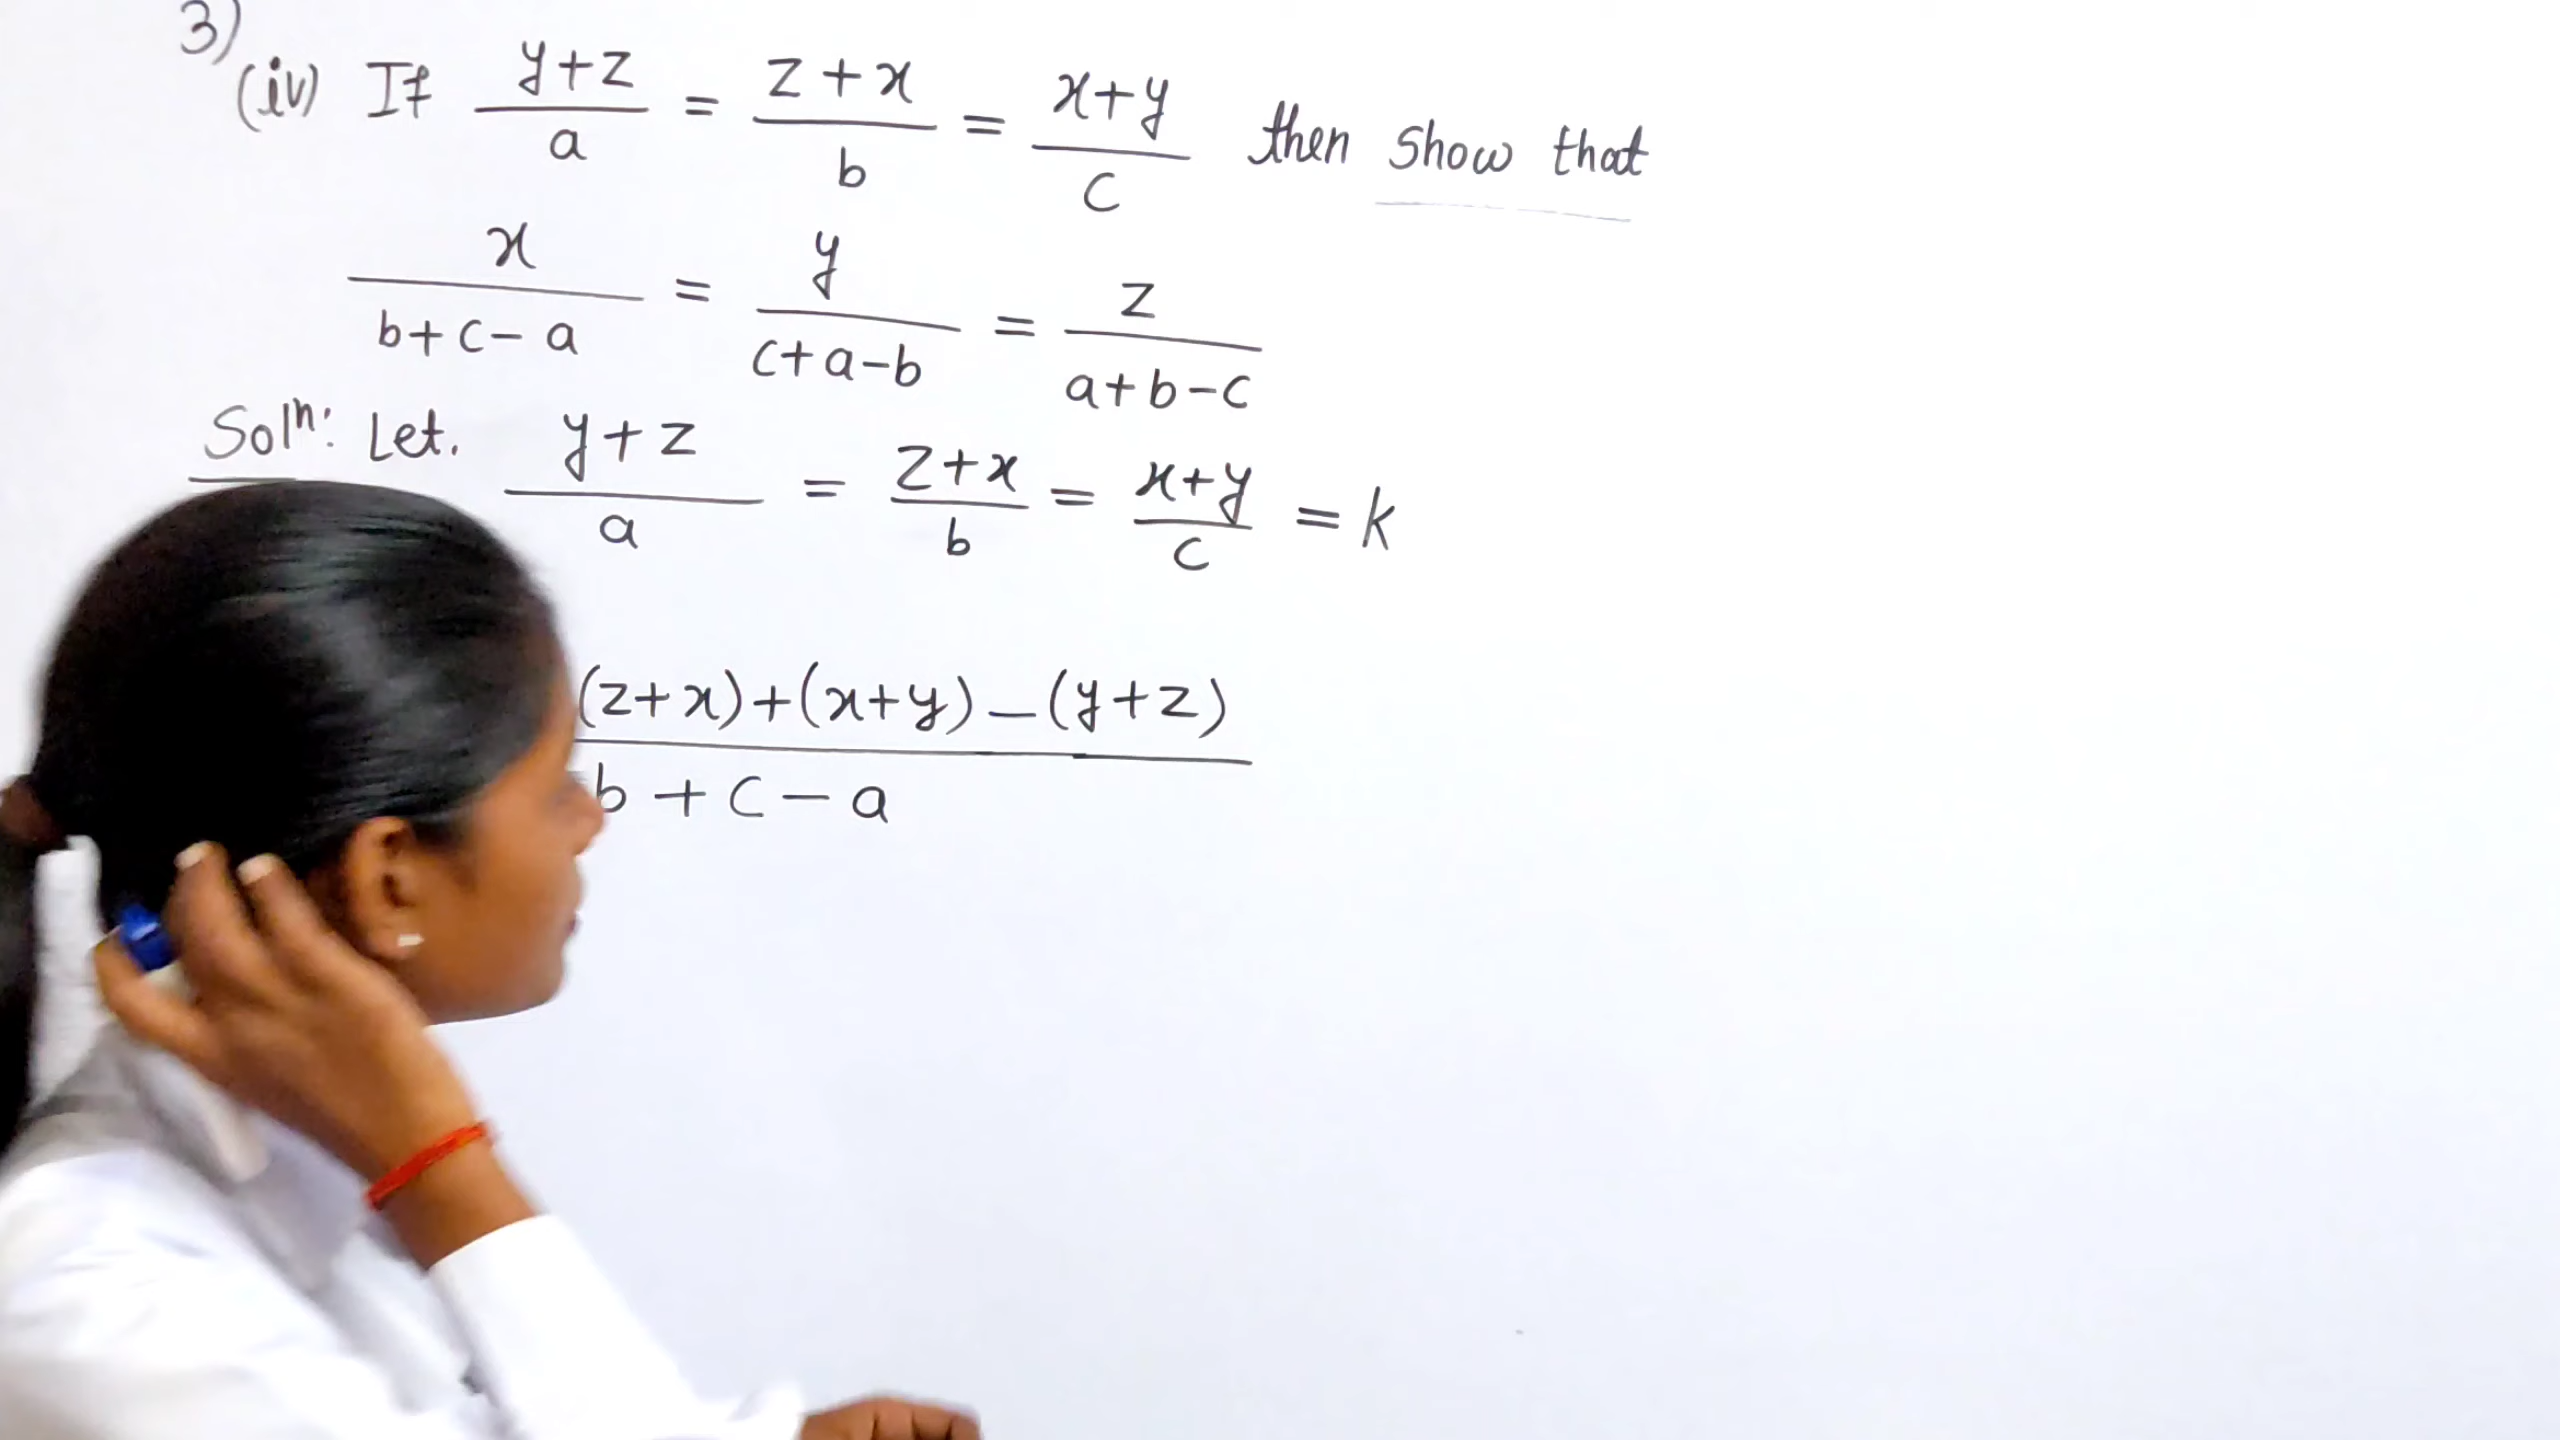 3)
(iv) If y+z/a = z+x/b = x+y/c then show that
x/b+c-a = y/c+a-b = z/a+b-c
Solⁿ: Let. y+z/a = z+x/b = x+y/c = k
(z+x)+(x+y)-(y+z)/b+c-a